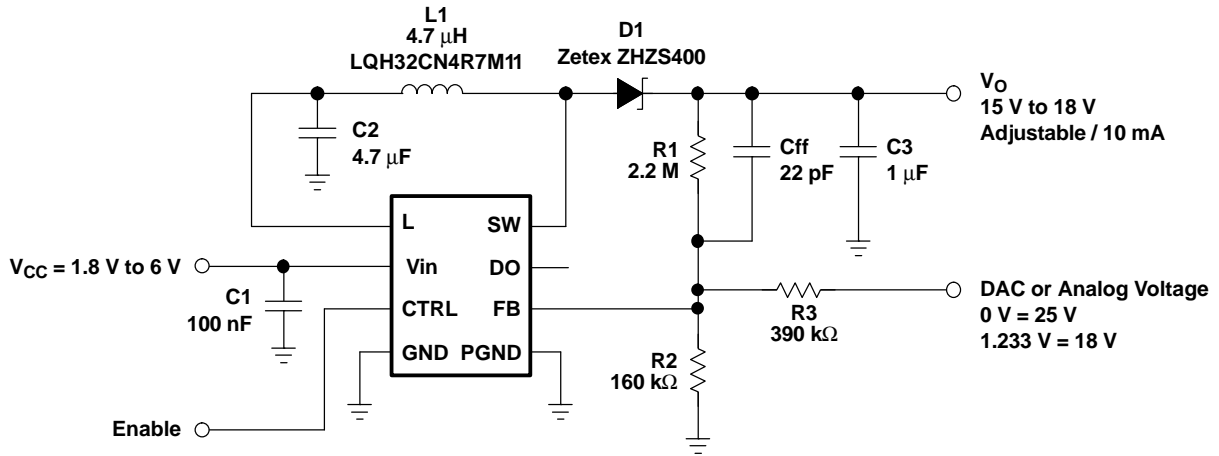 L1
4.7 μH
LQH32CN4R7M11
D1
Zetex ZHZS400
VO
15 V to 18 V
Adjustable / 10 mA
C2
4.7 μF
R1
2.2 M
Cff
22 pF
C3
1 μF
L
SW
VCC = 1.8 V to 6 V
Vin
DO
C1
100 nF
CTRL
FB
GND
PGND
R3
390 kΩ
DAC or Analog Voltage
0 V = 25 V
1.233 V = 18 V
R2
160 kΩ
Enable